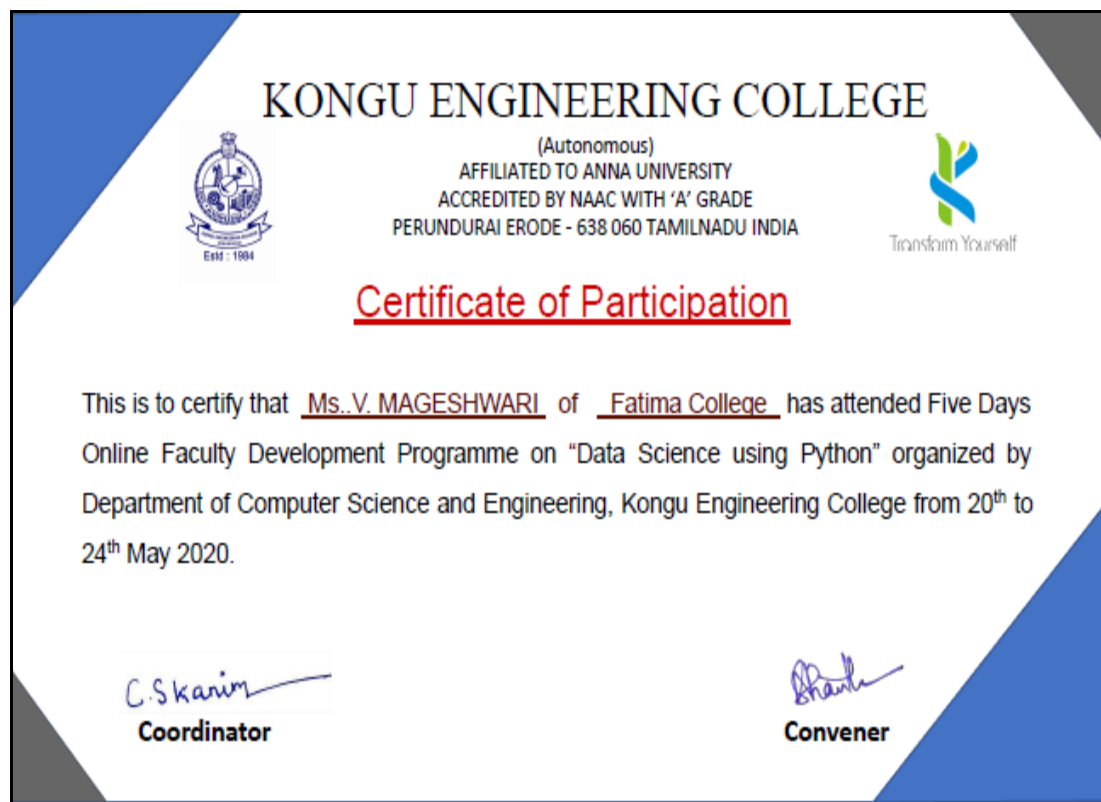 KONGU ENGINEERING COLLEGE
(Autonomous)
AFFILIATED TO ANNA UNIVERSITY
ACCREDITED BY NAAC WITH ‘A’ GRADE
PERUNDURAI ERODE - 638 060 TAMILNADU INDIA
Estd : 1984
Transform Yourself
Certificate of Participation
This is to certify that Ms..V. MAGESHWARI of Fatima College has attended Five Days
Online Faculty Development Programme on “Data Science using Python” organized by
Department of Computer Science and Engineering, Kongu Engineering College from 20th to
24th May 2020.
Coordinator
Convener